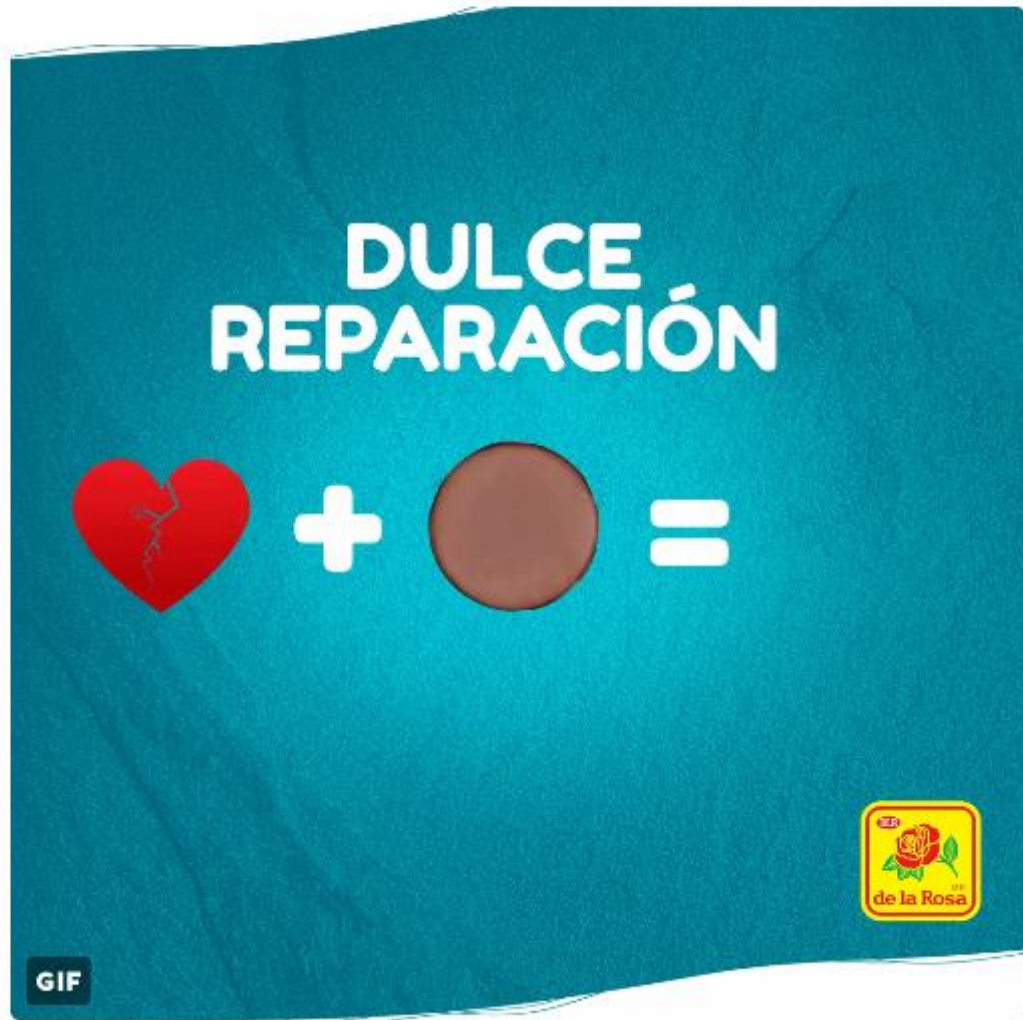 DULCE
REPARACIÓN
+ =
de la Rosa
GIF